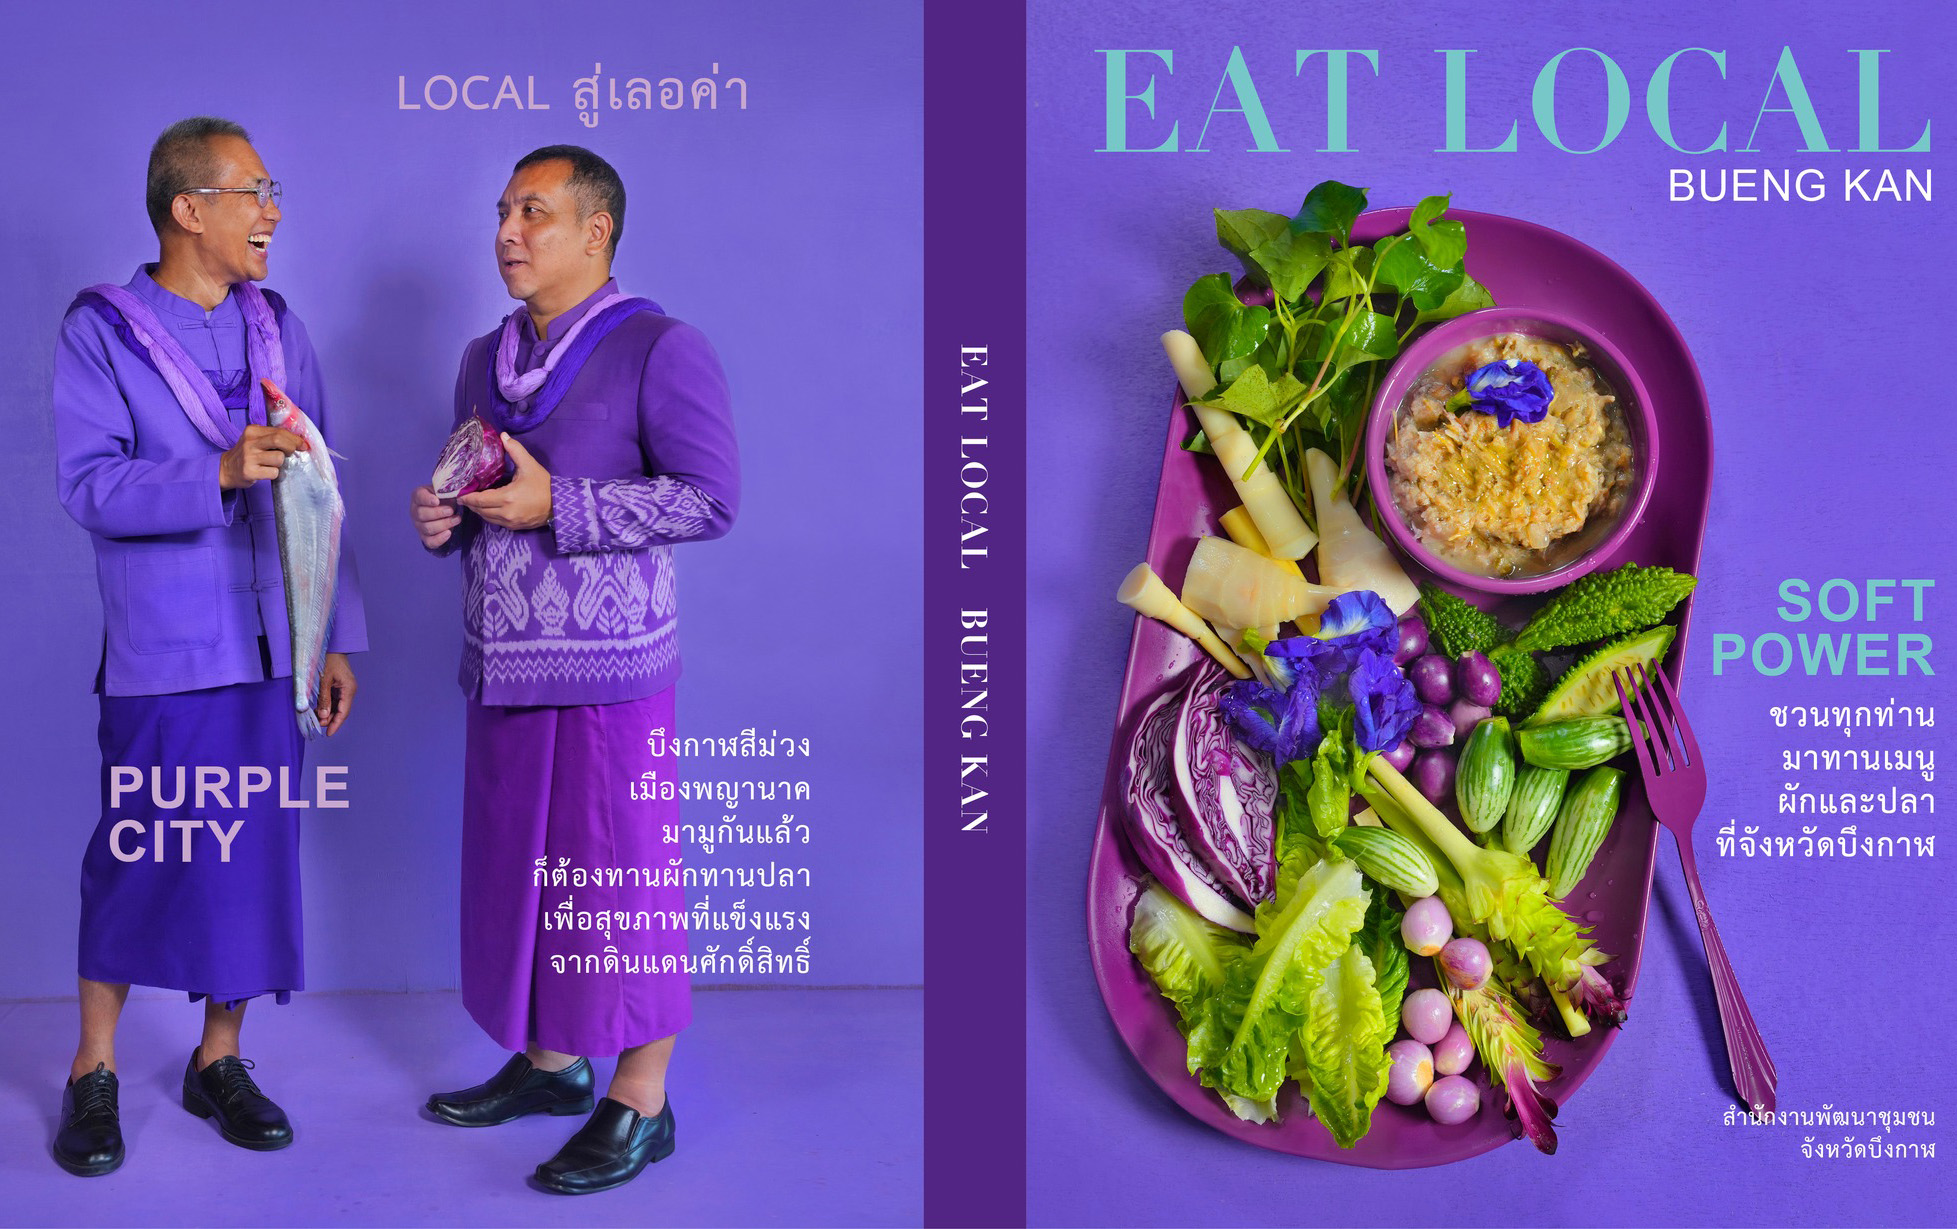 LOCAL สู่เลอค่า
PURPLE
CITY
บึงกาฬสีม่วง
เมืองพญานาค
มามูกันแล้ว
ก็ต้องทานผักทานปลา
เพื่อสุขภาพที่แข็งแรง
จากดินแดนศักดิ์สิทธิ์
EAT LOCAL BUENG KAN
EAT LOCAL
BUENG KAN
SOFT
POWER
ชวนทุกท่าน
มาทานเมนู
ผักและปลา
ที่จังหวัดบึงกาฬ
สำนักงานพัฒนาชุมชน
จังหวัดบึงกาฬ